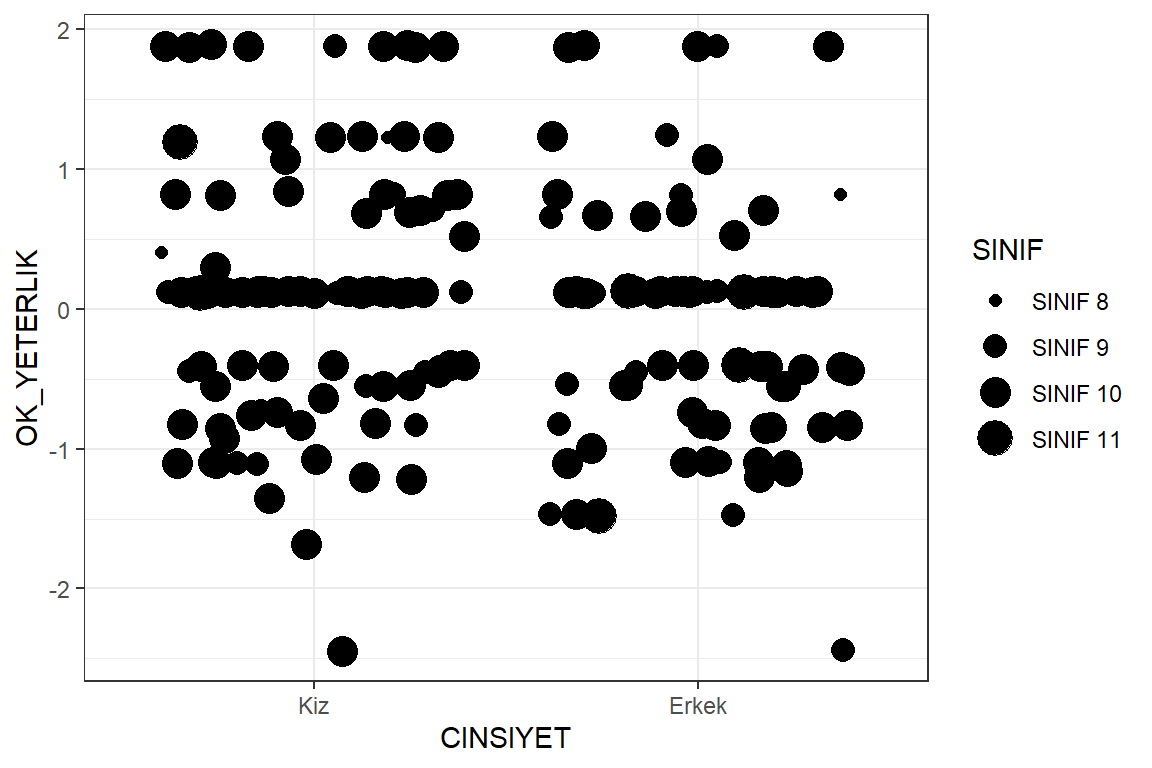 2
1
0
-1
-2
OK_YETERLIK
Kiz
Erkek
CINSIYET
SINIF
SINIF 8
SINIF 9
SINIF 10
SINIF 11